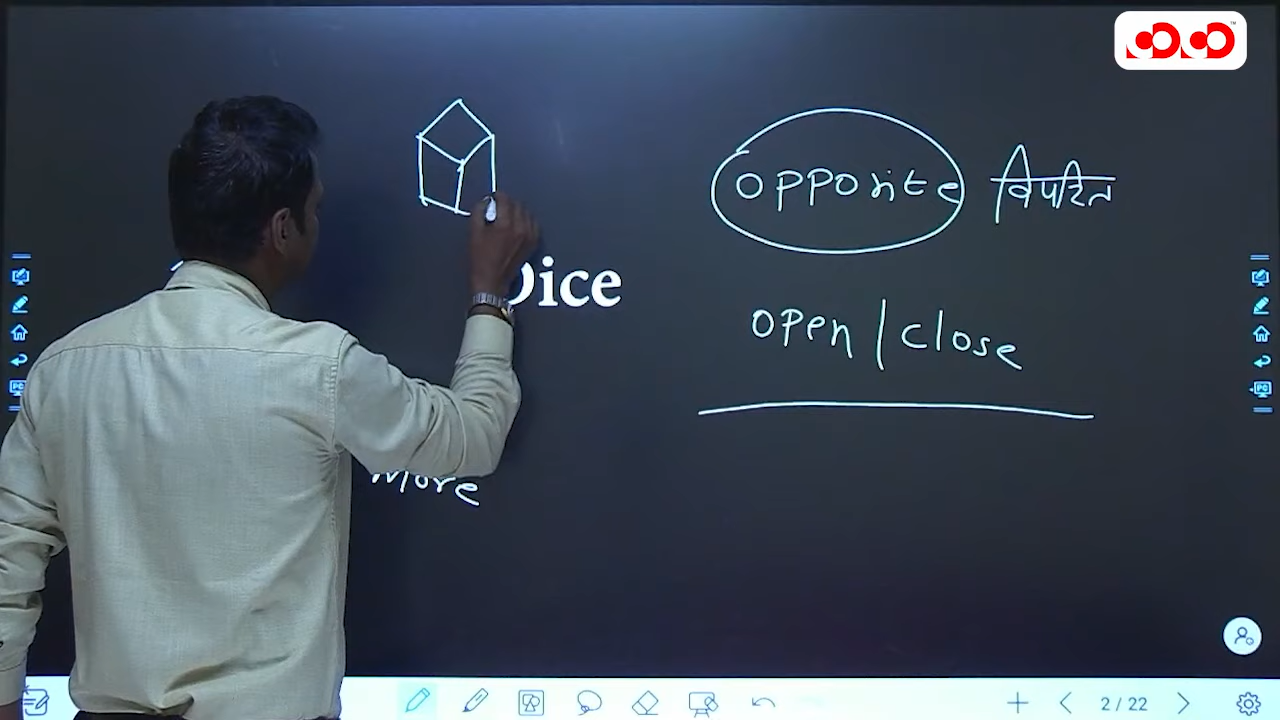 opposite विपरित
Dice
open / close
more
2 / 22